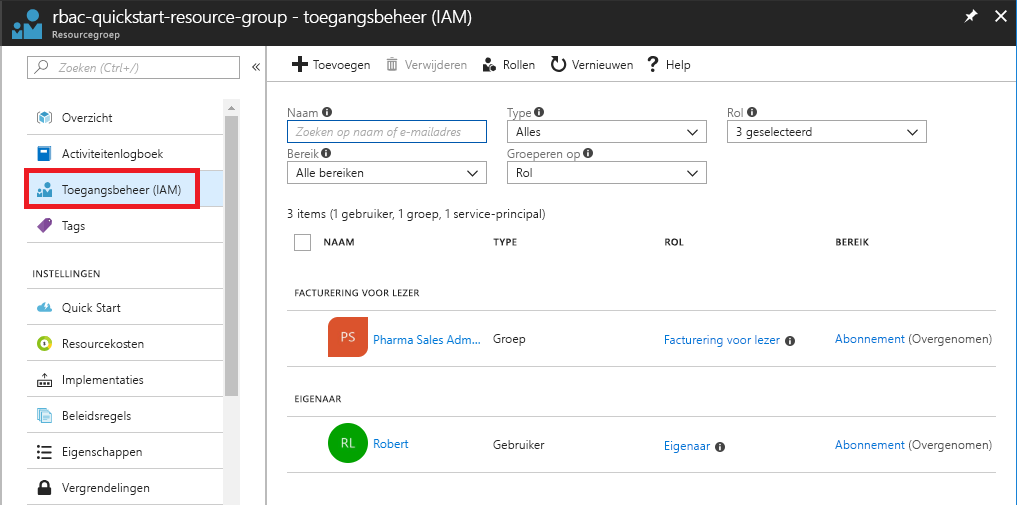 rbac-quickstart-resource-group - toegangsbeheer (IAM)
Resourcegroep
Zoeken (Ctrl+/)
Overzicht
Activiteitenlogboek
Toegangsbeheer (IAM)
Tags
INSTELLINGEN
Quick Start
Resourcekosten
Implementaties
Beleidsregels
Eigenschappen
Vergrendelingen
Toevoegen Verwijderen Rollen Vernieuwen Help
Naam Type Rol
Zoeken op naam of e-mailadres Alles 3 geselecteerd
Bereik Groeperen op
Alle bereiken Rol
3 items (1 gebruiker, 1 groep, 1 service-principal)
NAAM TYPE ROL BEREIK
FACTURERING VOOR LEZER
PS Pharma Sales Adm... Groep Facturering voor lezer Abonnement (Overgenomen)
EIGENAAR
RL Robert Gebruiker Eigenaar Abonnement (Overgenomen)